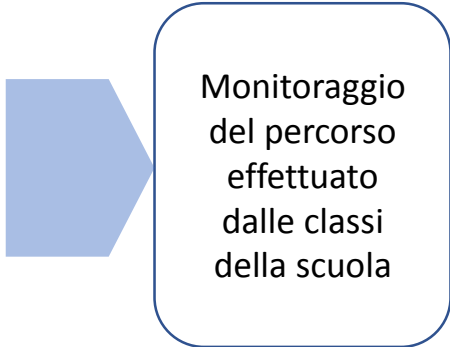 Monitoraggio
del percorso
effettuato
dalle classi
della scuola